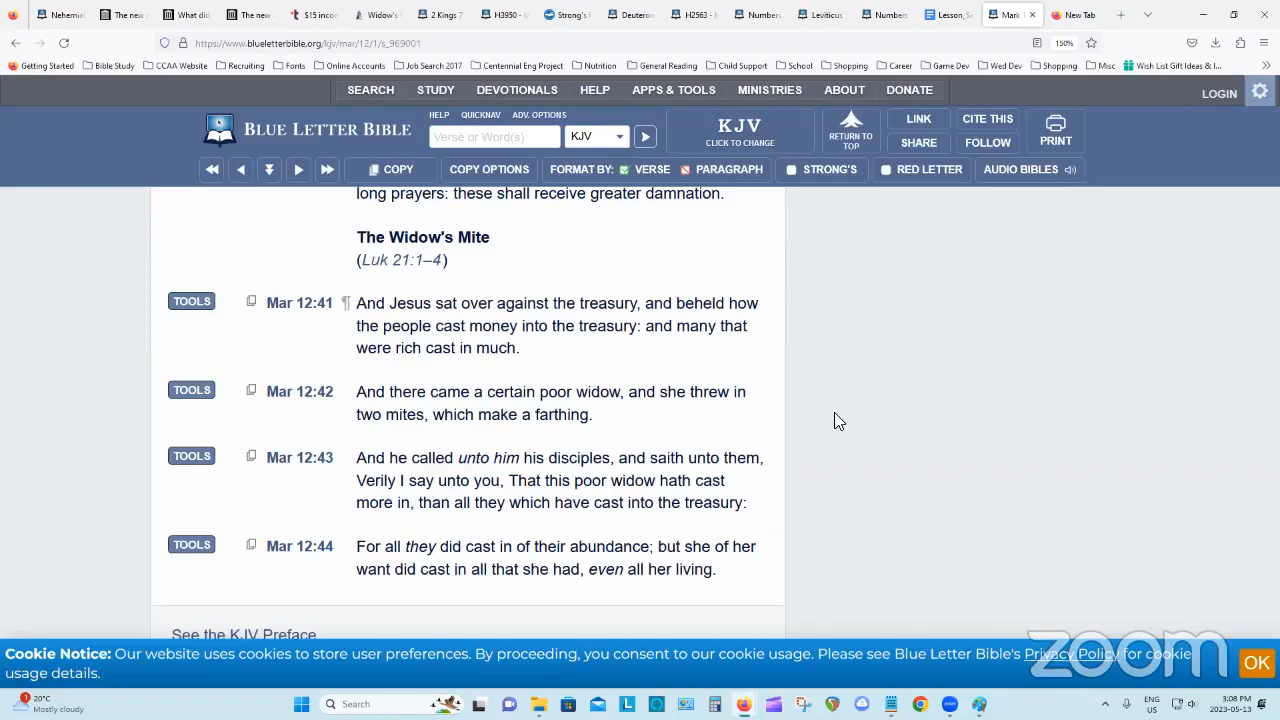 Nehemial
The new
What did
The new
$15 incor
Widow's
2 Kings 7
H3950 -
Strong's
Deuteron
H2563 -
Numbers
Leviticus
Numbers
Lesson_Se
Mark
New Tab
https://www.blueletterbible.org/kjv/mar/12/1/s_969001
150%
Getting Started
Bible Study
CCAA Website
Recruiting
Fonts
Online Accounts
Job Search 2017
Centennial Eng Project
Nutrition
General Reading
Child Support
School
Shopping
Career
Game Dev
Wed Dev
Shopping
Misc
Wish List Gift Ideas & I...
SEARCH STUDY DEVOTIONALS HELP APPS & TOOLS MINISTRIES ABOUT DONATE
LOGIN
BLUE LETTER BIBLE
HELP QUICKNAV ADV. OPTIONS
Verse or Word(s)
KJV
KJV
CLICK TO CHANGE
RETURN TO
TOP
LINK
CITE THIS
SHARE
FOLLOW
PRINT
COPY
COPY OPTIONS
FORMAT BY: VERSE PARAGRAPH
STRONG'S
RED LETTER
AUDIO BIBLES
long prayers: these shall receive greater damnation.
The Widow's Mite
(Luk 21:1–4)
TOOLS Mar 12:41 ¶ And Jesus sat over against the treasury, and beheld how
the people cast money into the treasury: and many that
were rich cast in much.
TOOLS Mar 12:42 And there came a certain poor widow, and she threw in
two mites, which make a farthing.
TOOLS Mar 12:43 And he called unto him his disciples, and saith unto them,
Verily I say unto you, That this poor widow hath cast
more in, than all they which have cast into the treasury:
TOOLS Mar 12:44 For all they did cast in of their abundance; but she of her
want did cast in all that she had, even all her living.
See the KJV Preface
Cookie Notice: Our website uses cookies to store user preferences. By proceeding, you consent to our cookie usage. Please see Blue Letter Bible's Privacy Policy for cookie
usage details.
OK
zoom
1
20°C
Mostly cloudy
Search
ENG
US
3:08 PM
2023-05-13